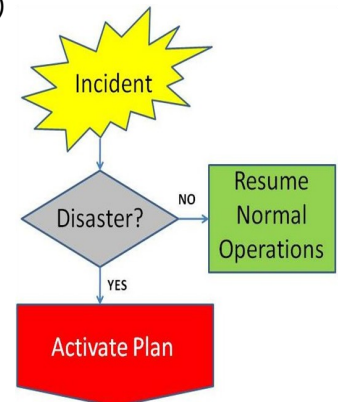 )
Incident
Disaster?
NO
Resume
Normal
Operations
YES
Activate Plan